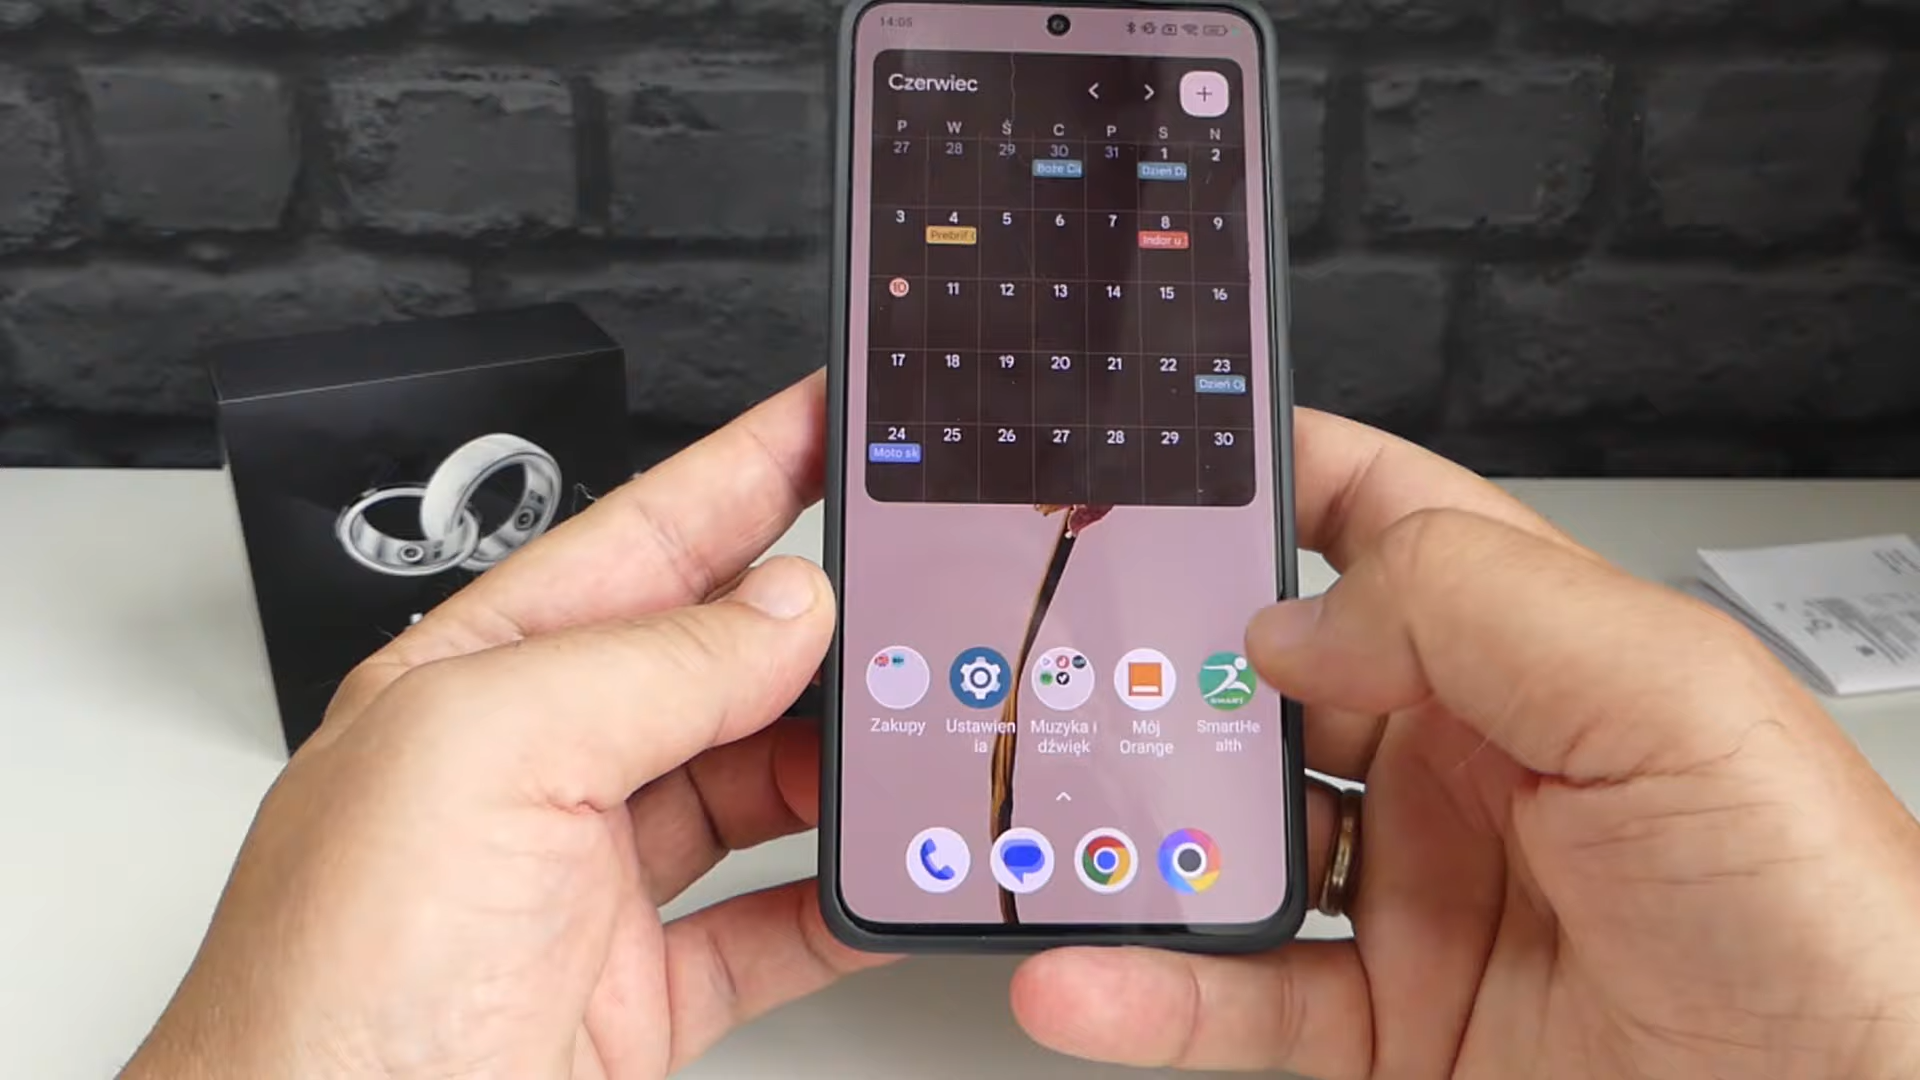 14:05
Czerwiec
+
P W Ś C P S N
27 28 29 30 31 1 2
Boże Ci Dzień D
3 4 5 6 7 8 9
Prebrif Indor u
10 11 12 13 14 15 16
17 18 19 20 21 22 23
Dzień Oj
24 25 26 27 28 29 30
Moto sk
SMART
Zakupy
Ustawien
ia
Muzyka i
dźwięk
Mój
Orange
SmartHe
alth